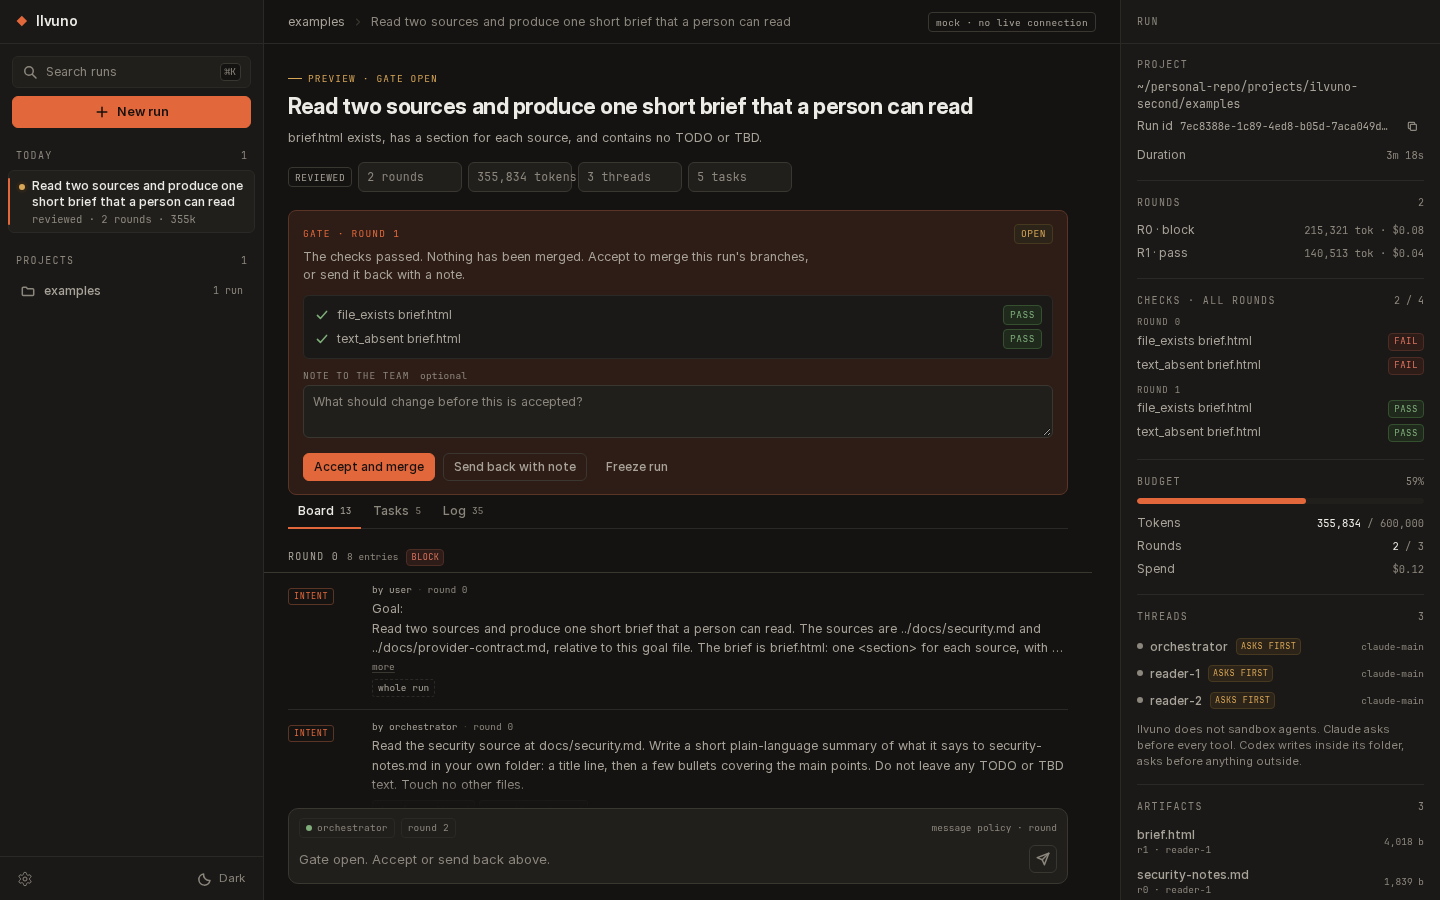 Ilvuno
Search runs
⌘K
New run
TODAY 1
Read two sources and produce one
short brief that a person can read
reviewed · 2 rounds · 355k
PROJECTS 1
examples 1 run
Dark
examples › Read two sources and produce one short brief that a person can read
mock · no live connection
PREVIEW · GATE OPEN
Read two sources and produce one short brief that a person can read
brief.html exists, has a section for each source, and contains no TODO or TBD.
REVIEWED 2 rounds 355,834 tokens 3 threads 5 tasks
GATE · ROUND 1 OPEN
The checks passed. Nothing has been merged. Accept to merge this run's branches,
or send it back with a note.
file_exists brief.html PASS
text_absent brief.html PASS
NOTE TO THE TEAM optional
What should change before this is accepted?
Accept and merge Send back with note Freeze run
Board 13 Tasks 5 Log 35
ROUND 0 8 entries BLOCK
INTENT
by user · round 0
Goal:
Read two sources and produce one short brief that a person can read. The sources are ../docs/security.md and
../docs/provider-contract.md, relative to this goal file. The brief is brief.html: one <section> for each source, with …
more
whole run
INTENT
by orchestrator · round 0
Read the security source at docs/security.md. Write a short plain-language summary of what it says to security-
notes.md in your own folder: a title line, then a few bullets covering the main points. Do not leave any TODO or TBD
text. Touch no other files.
orchestrator round 2 message policy · round
Gate open. Accept or send back above.
RUN
PROJECT
~/personal-repo/projects/ilvuno-
second/examples
Run id 7ec8388e-1c89-4ed8-b05d-7aca049d…
Duration 3m 18s
ROUNDS 2
R0 · block 215,321 tok · $0.08
R1 · pass 140,513 tok · $0.04
CHECKS · ALL ROUNDS 2 / 4
ROUND 0
file_exists brief.html FAIL
text_absent brief.html FAIL
ROUND 1
file_exists brief.html PASS
text_absent brief.html PASS
BUDGET 59%
Tokens 355,834 / 600,000
Rounds 2 / 3
Spend $0.12
THREADS 3
orchestrator ASKS FIRST claude-main
reader-1 ASKS FIRST claude-main
reader-2 ASKS FIRST claude-main
Ilvuno does not sandbox agents. Claude asks
before every tool. Codex writes inside its folder,
asks before anything outside.
ARTIFACTS 3
brief.html 4,018 b
r1 · reader-1
security-notes.md 1,839 b
r0 · reader-1